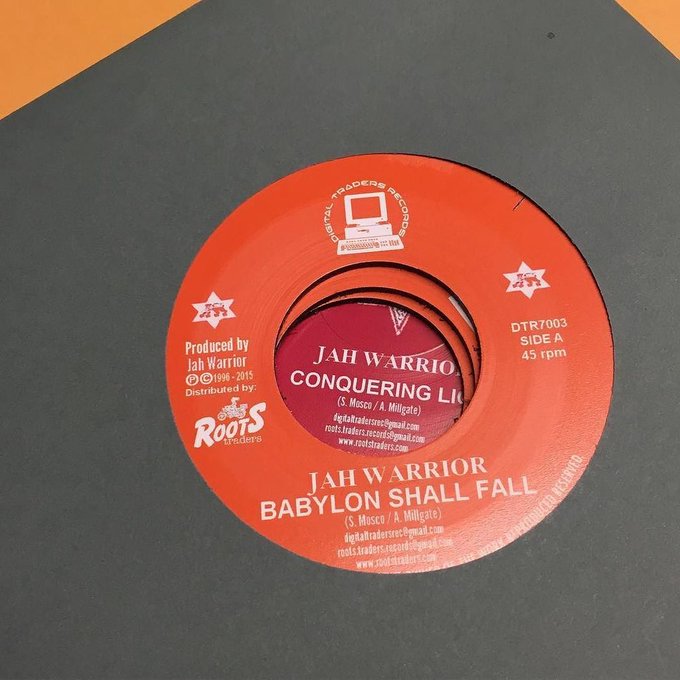 DIGITAL TRADERS RECORDS
DTR7003
SIDE A
45 rpm
Produced by
Jah Warrior
Ⓟ©1996 - 2015
Distributed by:
ROOTS
traders
JAH WARRIOR
BABYLON SHALL FALL
(S. Mosco / A. Millgate)
digitaltradersrec@gmail.com
roots.traders.records@gmail.com
www.rootstraders.com
RESERVED
JAH WARRIO
CONQUERING LI
(S. Mosco / A. Millgate)
digitaltradersrec@gmail.com
roots.traders.records@gmail.com
www.rootstraders.com